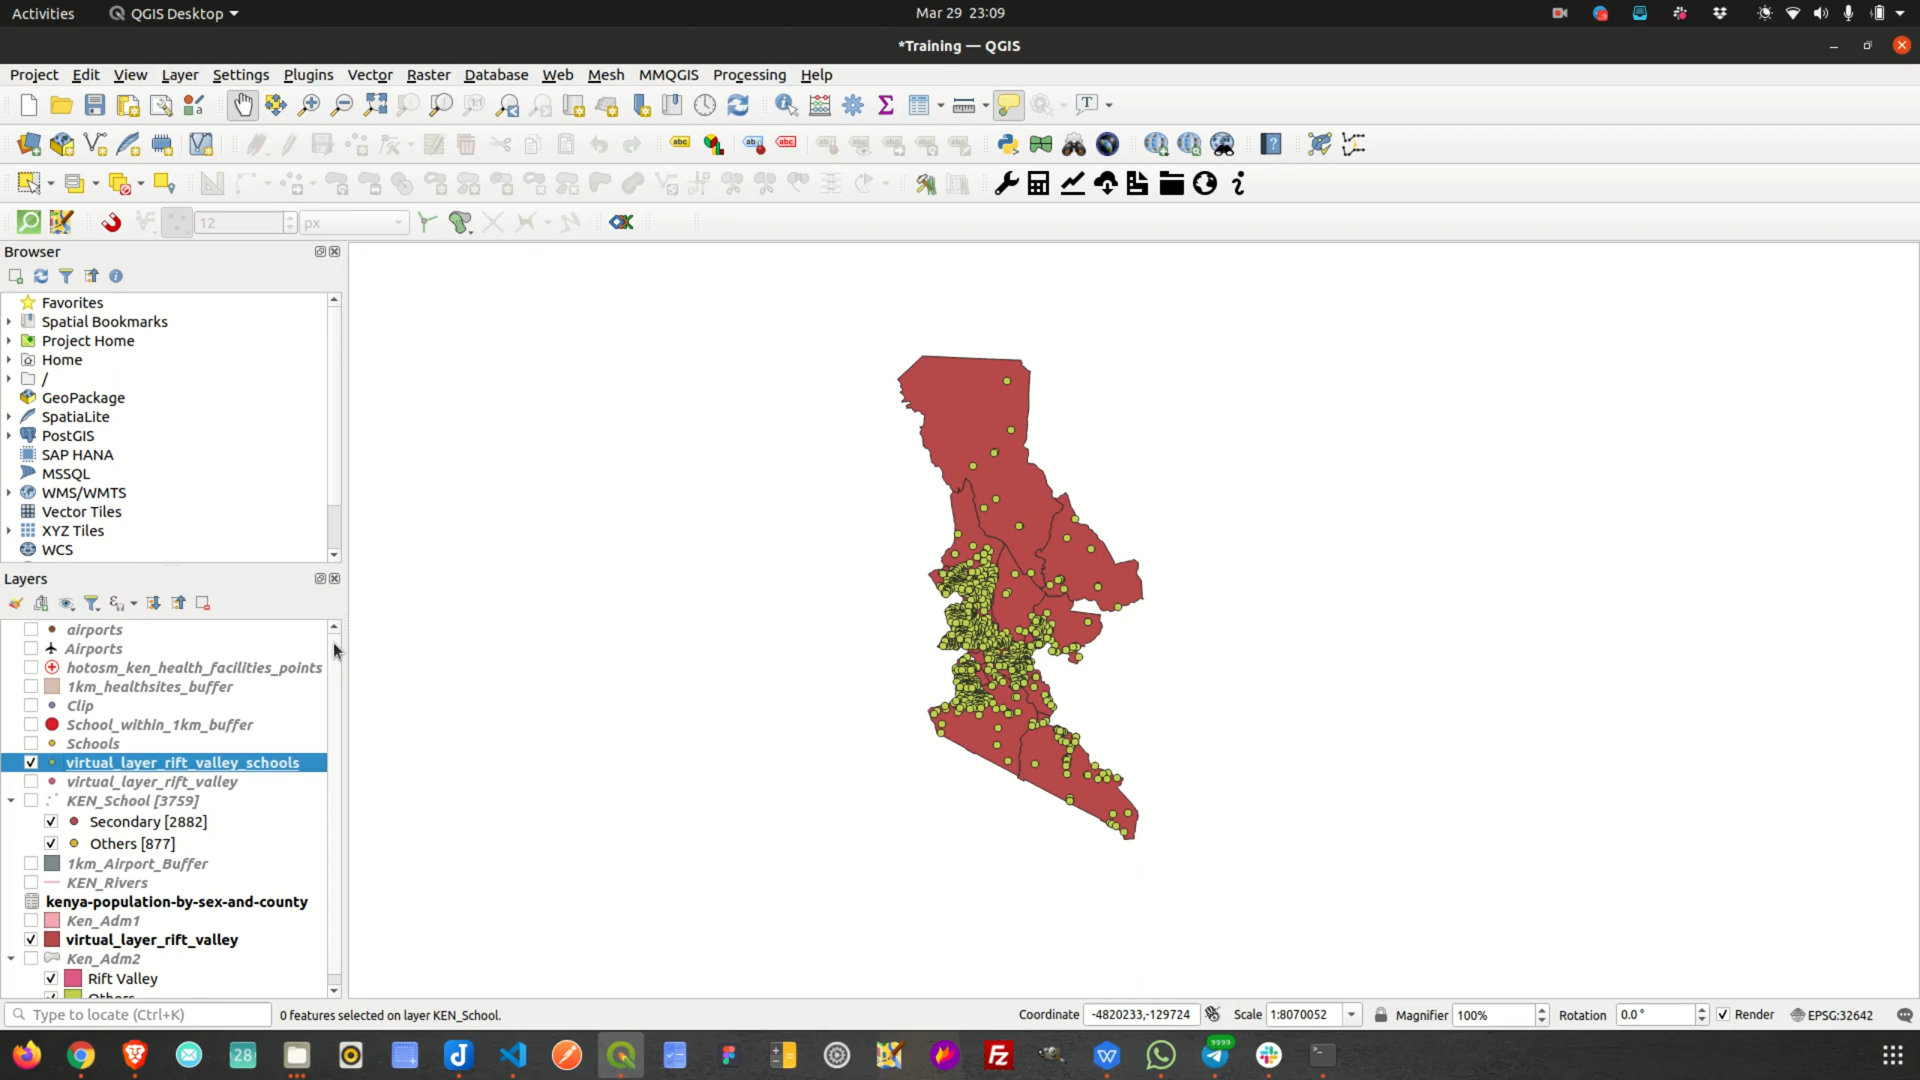 Activities QGIS Desktop Mar 29 23:09
*Training — QGIS
Project Edit View Layer Settings Plugins Vector Raster Database Web Mesh MMQGIS Processing Help
12 px
Browser
Favorites
Spatial Bookmarks
Project Home
Home
/
GeoPackage
SpatiaLite
PostGIS
SAP HANA
MSSQL
WMS/WMTS
Vector Tiles
XYZ Tiles
WCS
Layers
airports
Airports
hotosm_ken_health_facilities_points
1km_healthsites_buffer
Clip
School_within_1km_buffer
Schools
virtual_layer_rift_valley_schools
virtual_layer_rift_valley
KEN_School [3759]
Secondary [2882]
Others [877]
1km_Airport_Buffer
KEN_Rivers
kenya-population-by-sex-and-county
Ken_Adm1
virtual_layer_rift_valley
Ken_Adm2
Rift Valley
Others
Type to locate (Ctrl+K) 0 features selected on layer KEN_School. Coordinate -4820233,-129724 Scale 1:8070052 Magnifier 100% Rotation 0.0 ° Render EPSG:32642
28
9999